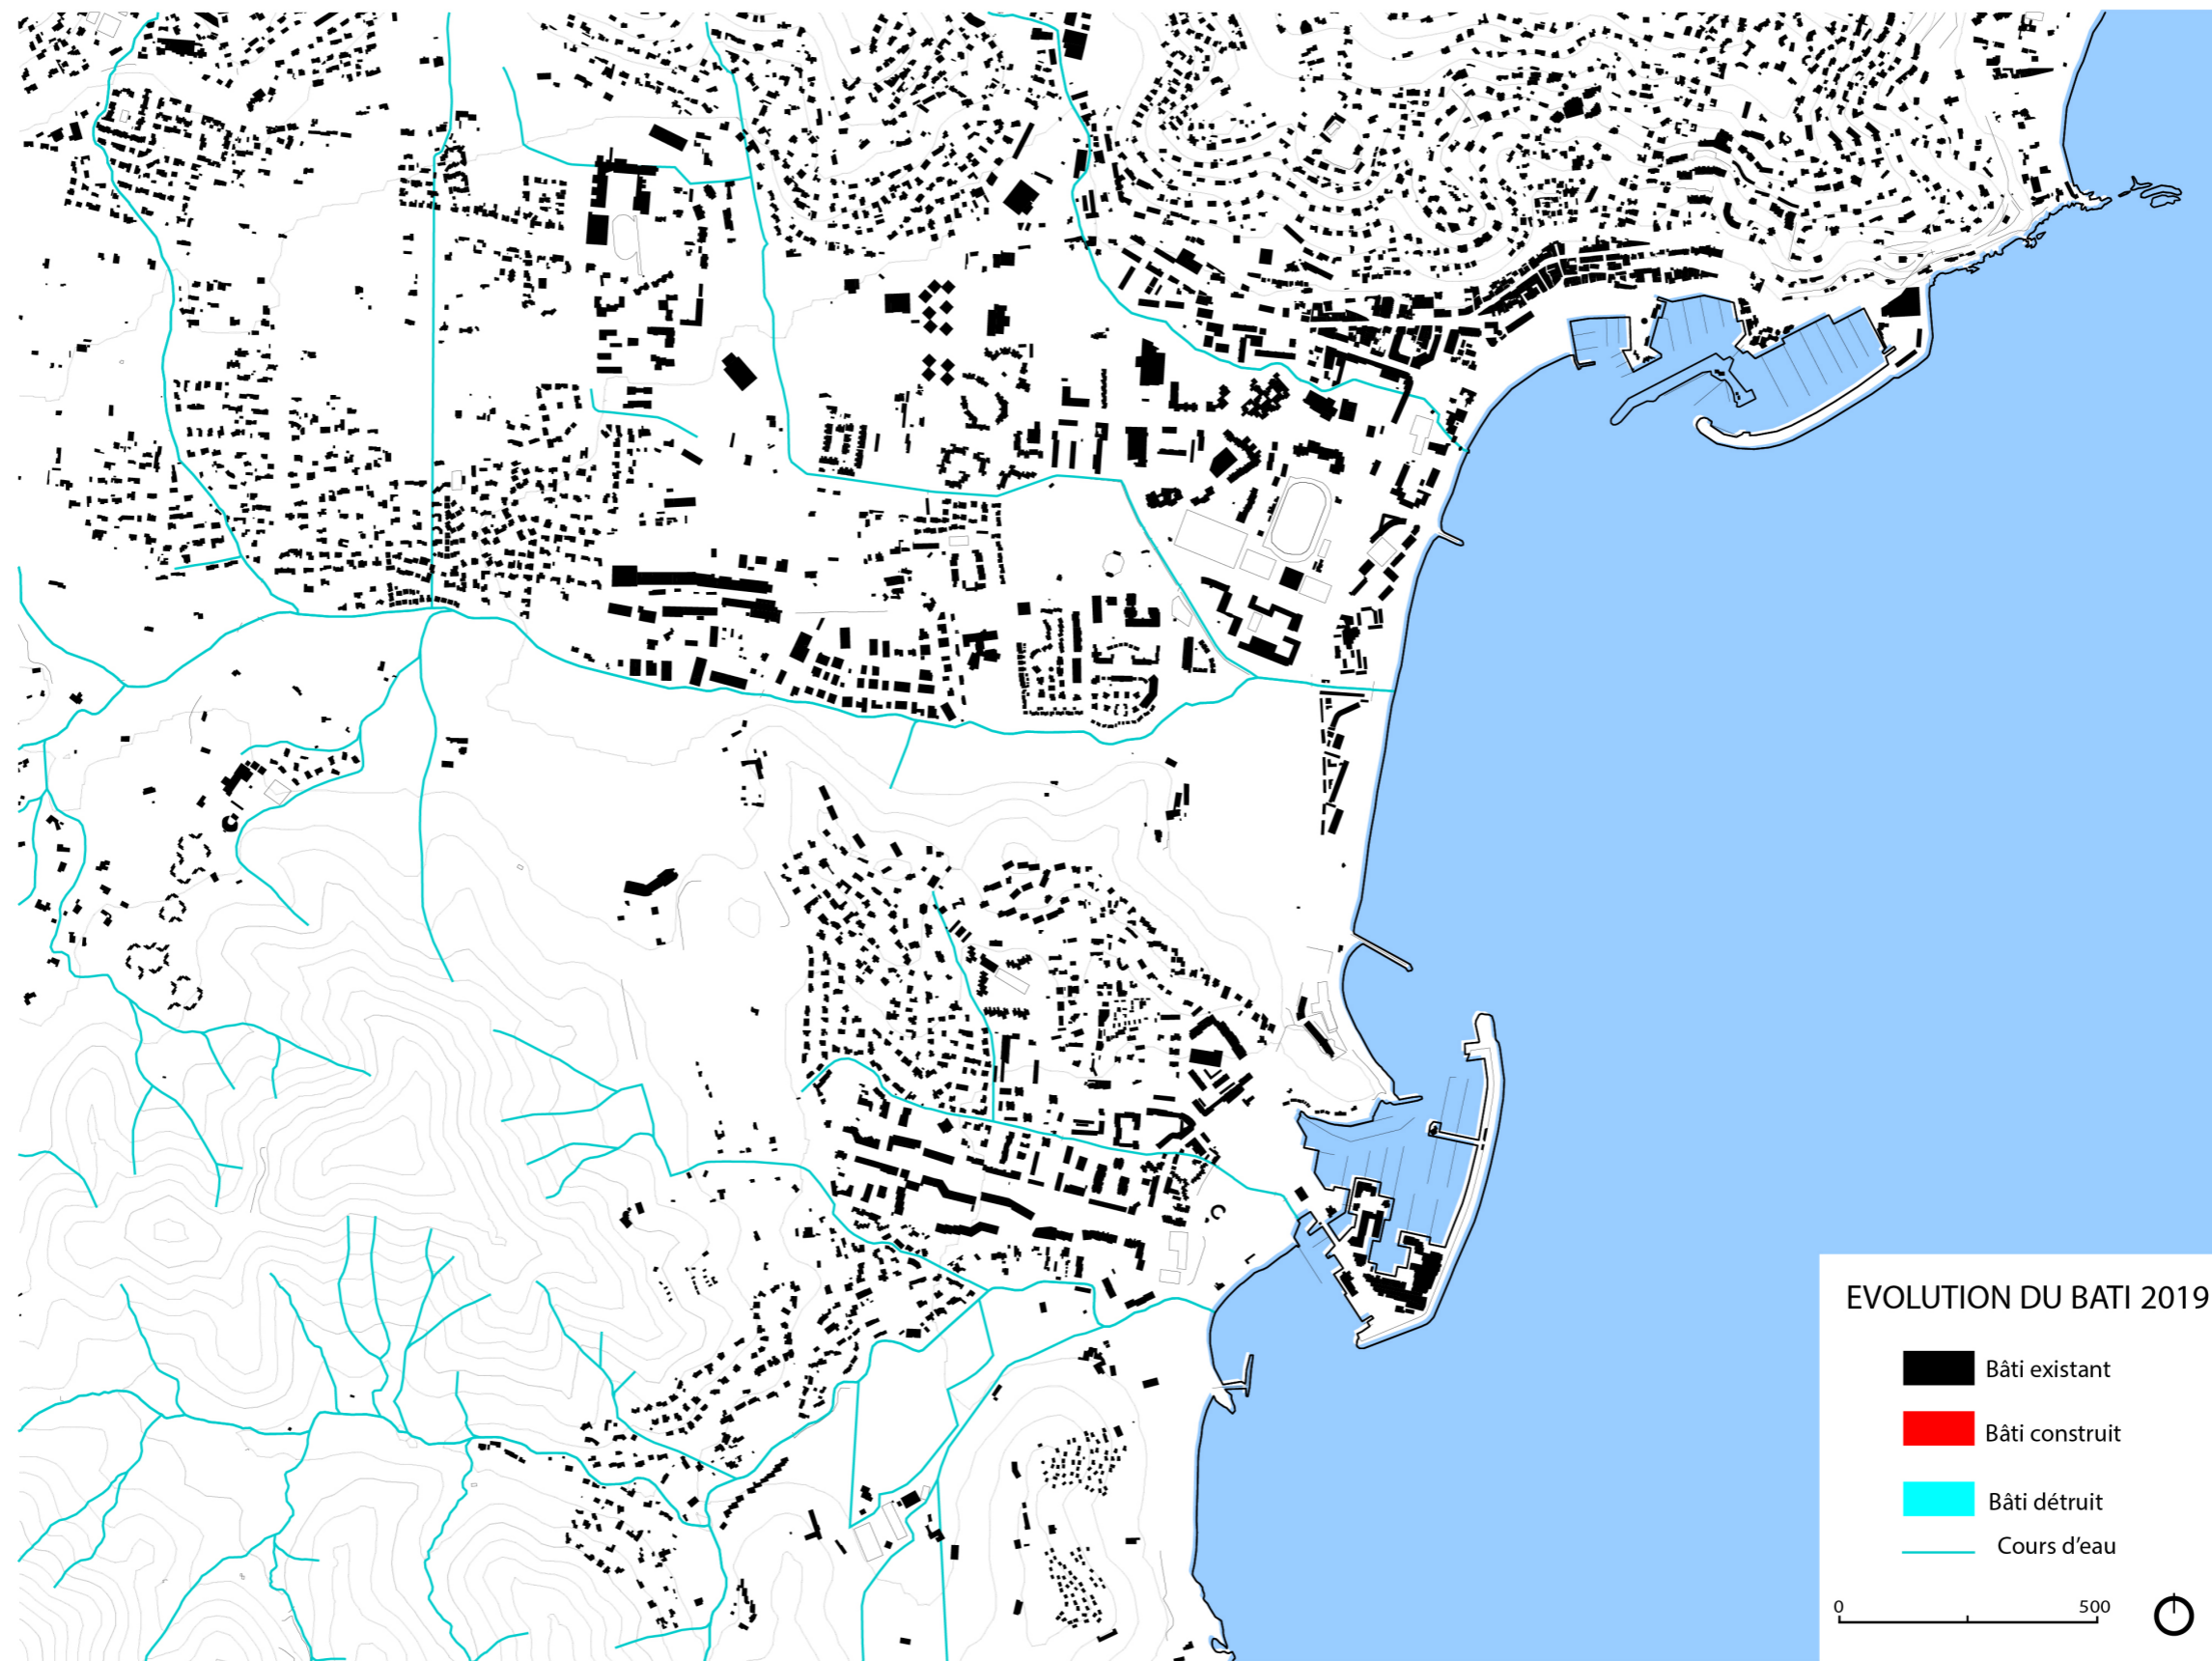 EVOLUTION DU BATI 2019
Bâti existant
Bâti construit
Bâti détruit
Cours d'eau
0 500